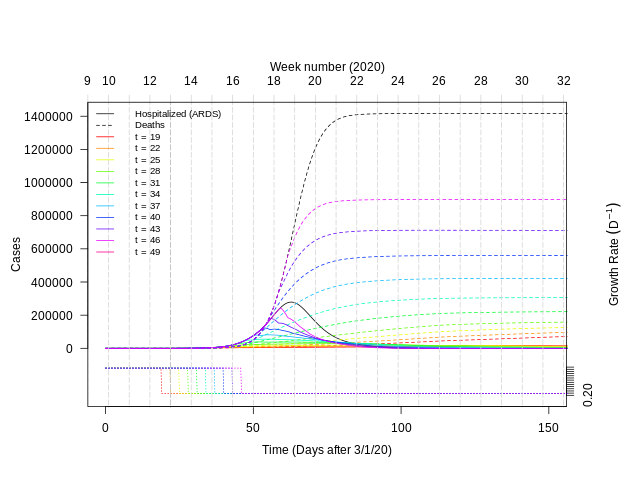 Week number (2020)
9 10 12 14 16 18 20 22 24 26 28 30 32
Hospitalized (ARDS)
Deaths
t = 19
t = 22
t = 25
t = 28
t = 31
t = 34
t = 37
t = 40
t = 43
t = 46
t = 49
1400000
1200000
1000000
800000
600000
400000
200000
0
Cases
Growth Rate (D⁻¹)
0.20
0 50 100 150
Time (Days after 3/1/20)